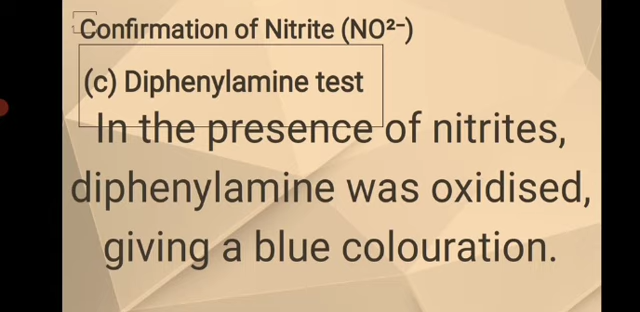 Confirmation of Nitrite (NO²⁻)
(c) Diphenylamine test
In the presence of nitrites,
diphenylamine was oxidised,
giving a blue colouration.